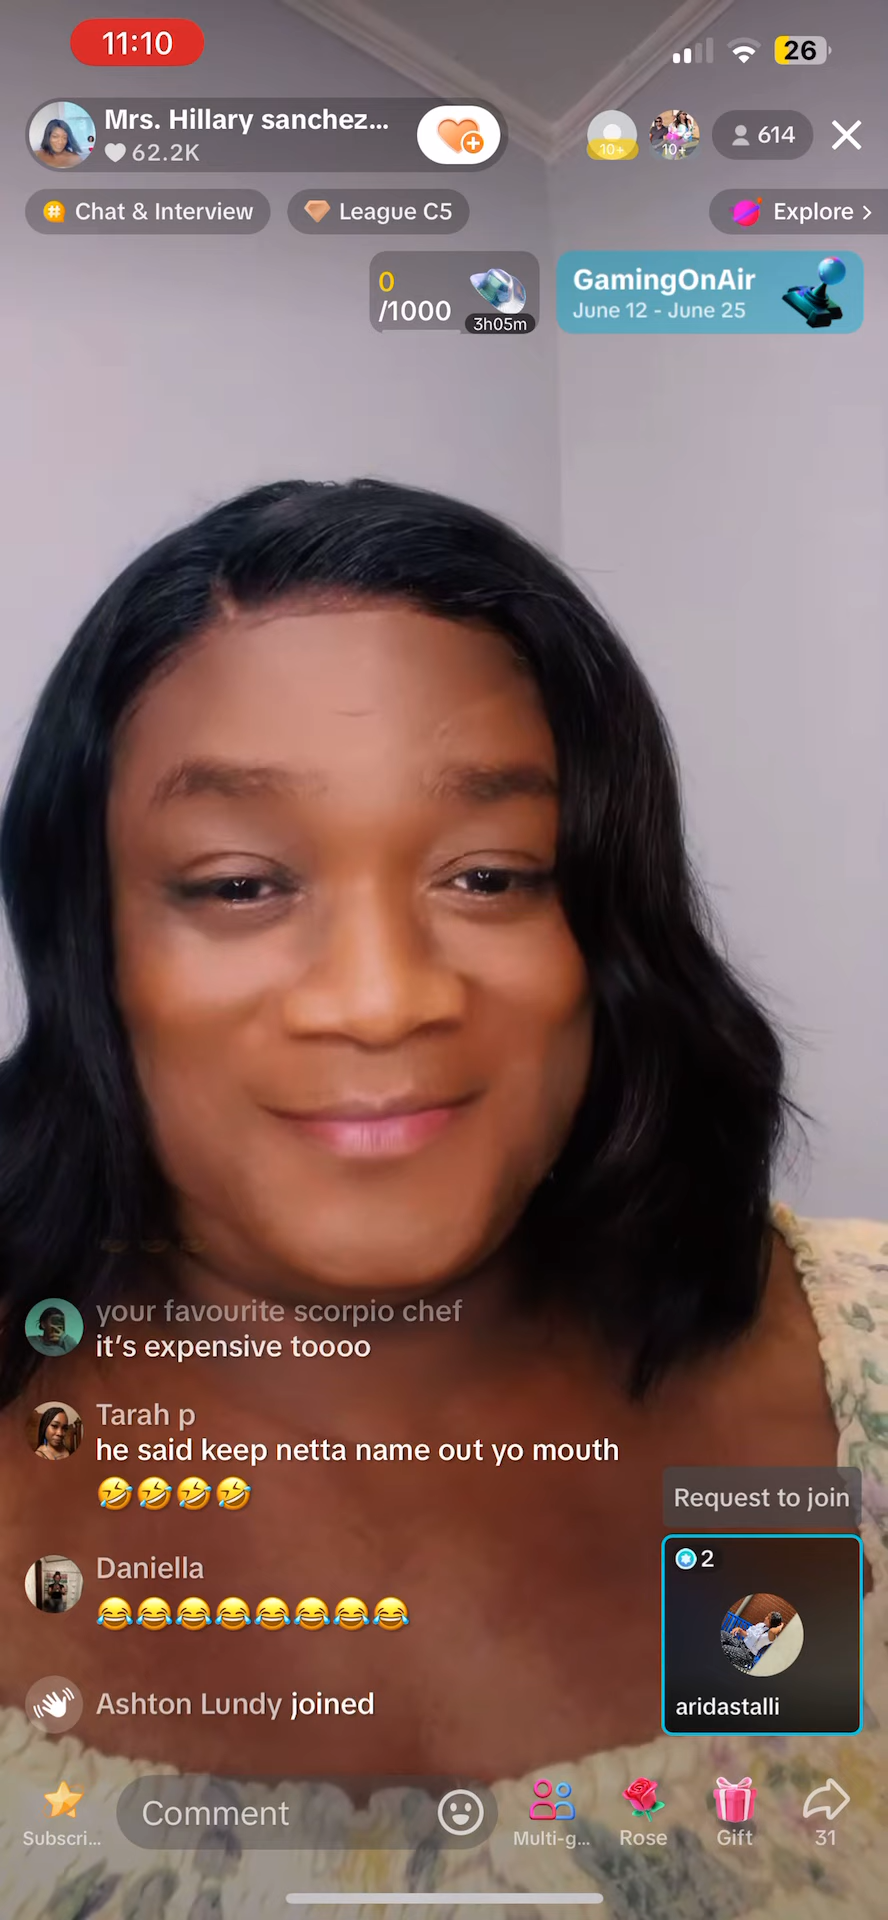 11:10
26
Mrs. Hillary sanchez...
62.2K
10+
10+
614
Chat & Interview
League C5
Explore >
0
/1000
3h05m
GamingOnAir
June 12 - June 25
your favourite scorpio chef
it's expensive toooo
Tarah p
he said keep netta name out yo mouth
🤣🤣🤣🤣
Request to join
2
Daniella
😂😂😂😂😂😂😂😂
Ashton Lundy joined
aridastalli
Comment
Subscri...
Multi-g...
Rose
Gift
31